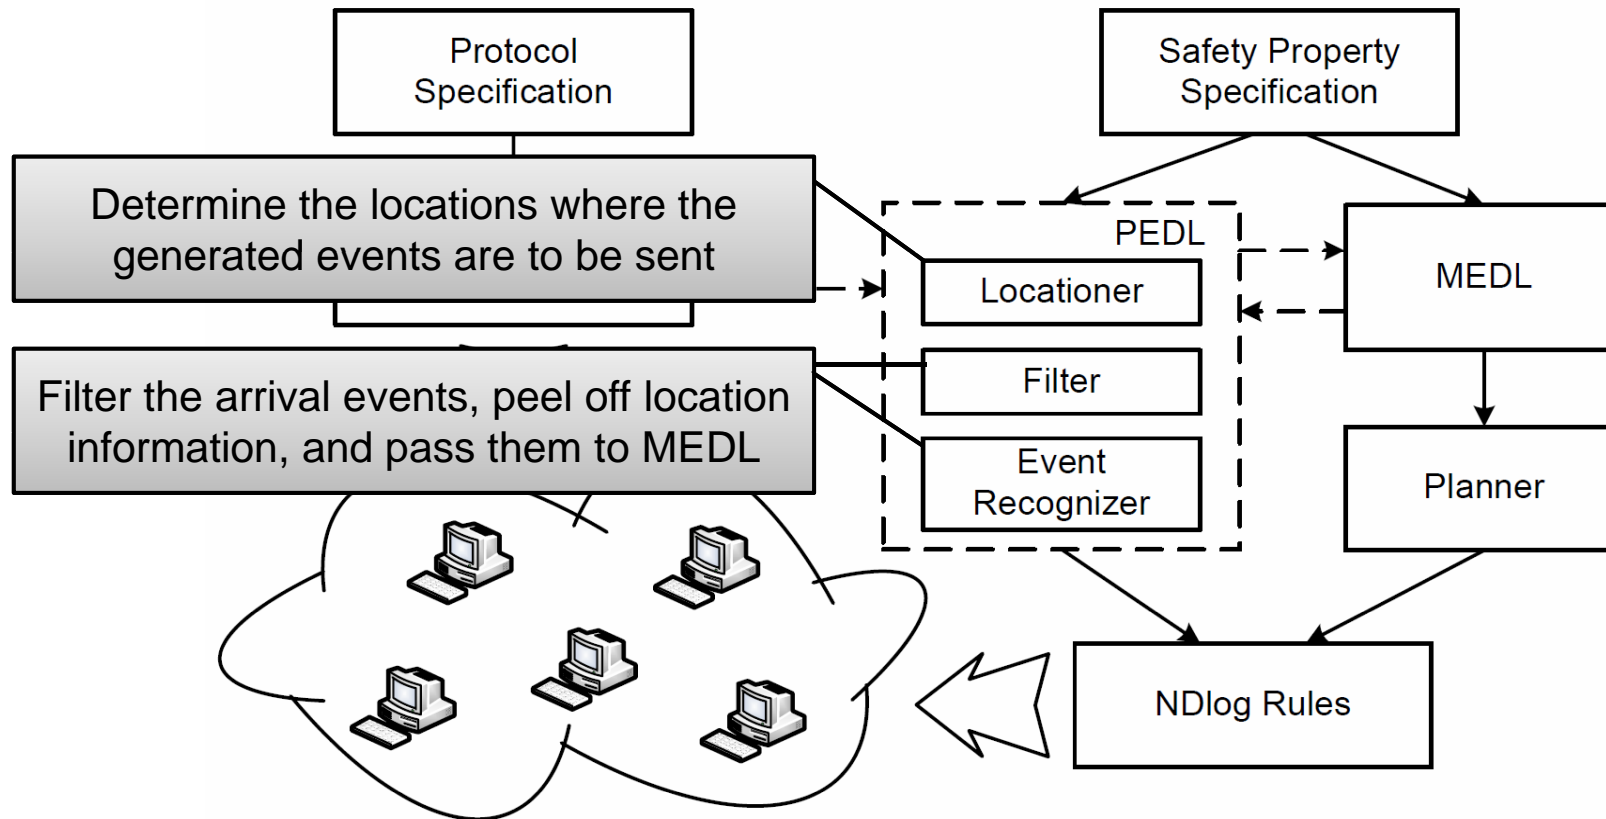 Protocol
Specification
Safety Property
Specification
Determine the locations where the
generated events are to be sent
PEDL
Locationer
MEDL
Filter the arrival events, peel off location
information, and pass them to MEDL
Filter
Event
Recognizer
Planner
NDlog Rules